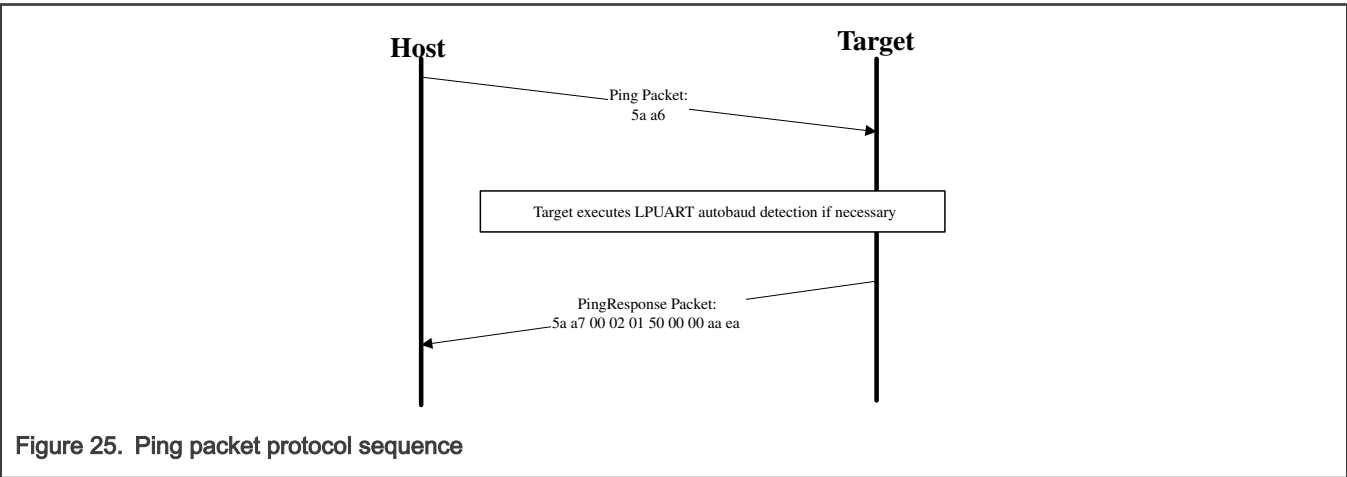 Host
Target
Ping Packet:
5a a6
Target executes LPUART autobaud detection if necessary
PingResponse Packet:
5a a7 00 02 01 50 00 00 aa ea
Figure 25. Ping packet protocol sequence